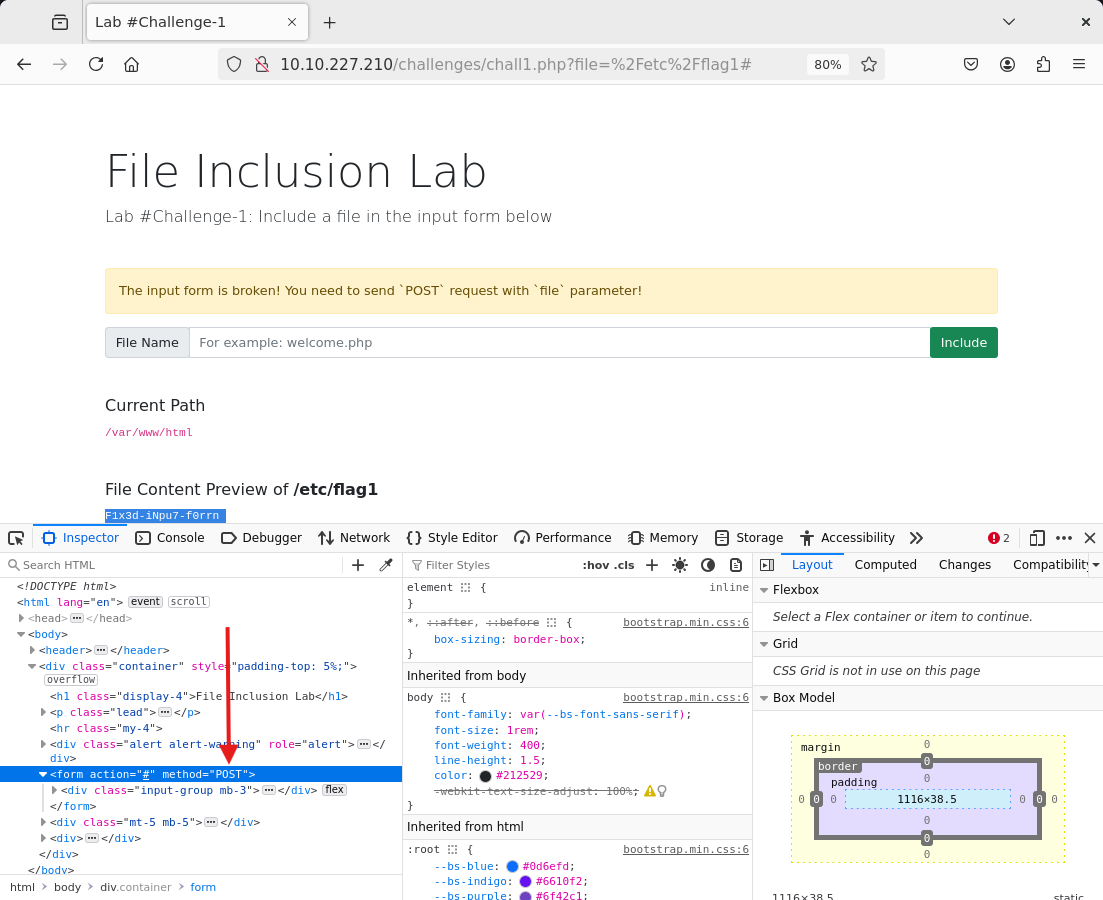 Lab #Challenge-1
10.10.227.210/challenges/chall1.php?file=%2Fetc%2Fflag1#
80%
File Inclusion Lab
Lab #Challenge-1: Include a file in the input form below
The input form is broken! You need to send `POST` request with `file` parameter!
File Name
For example: welcome.php
Include
Current Path
/var/www/html
File Content Preview of /etc/flag1
F1x3d-iNpu7-f0rrn
Inspector Console Debugger Network Style Editor Performance Memory Storage Accessibility 2
Search HTML
<!DOCTYPE html>
<html lang="en"> event scroll
<head> </head>
<body>
<header> </header>
<div class="container" style="padding-top: 5%;">
overflow
<h1 class="display-4">File Inclusion Lab</h1>
<p class="lead"> </p>
<hr class="my-4">
<div class="alert alert-warning" role="alert"> </
div>
<form action="#" method="POST">
<div class="input-group mb-3"> </div> flex
</form>
<div class="mt-5 mb-5"> </div>
<div> </div>
</div>
</body>
html body div.container form
Filter Styles :hov .cls
element { inline
}
*, ::after, ::before { bootstrap.min.css:6
box-sizing: border-box;
}
Inherited from body
body { bootstrap.min.css:6
font-family: var(--bs-font-sans-serif);
font-size: 1rem;
font-weight: 400;
line-height: 1.5;
color: #212529;
-webkit-text-size-adjust: 100%;
}
Inherited from html
:root { bootstrap.min.css:6
--bs-blue: #0d6efd;
--bs-indigo: #6610f2;
--bs-purple: #6f42c1;
Layout Computed Changes Compatibility
Flexbox
Select a Flex container or item to continue.
Grid
CSS Grid is not in use on this page
Box Model
margin 0
border 0
padding 0
0 0 0 1116×38.5 0 0 0
0
0
0
1116×38.5 static